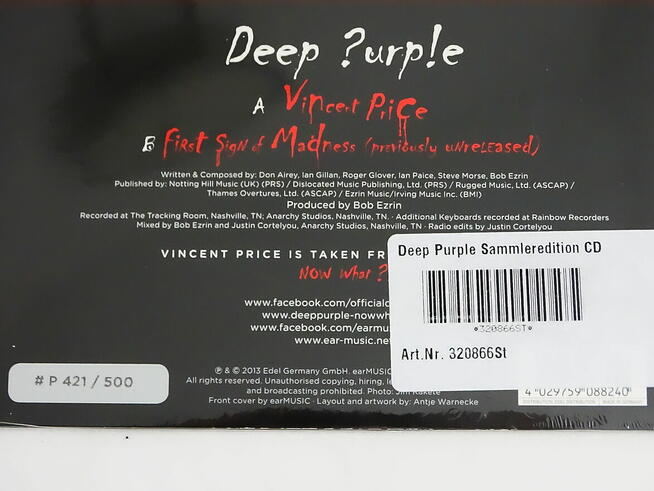 Deep ?urp!e
A Vincent Price
B First Sign of Madness (previously unreleased)
Written & Composed by: Don Airey, Ian Gillan, Roger Glover, Ian Paice, Steve Morse, Bob Ezrin
Published by: Notting Hill Music (UK) (PRS) / Dislocated Music Publishing, Ltd. (PRS) / Rugged Music, Ltd. (ASCAP) /
Thames Overtures, Ltd. (ASCAP) / Ezrin Music/Irving Music Inc. (BMI)
Produced by Bob Ezrin
Recorded at The Tracking Room, Nashville, TN; Anarchy Studios, Nashville, TN. · Additional Keyboards recorded at Rainbow Recorders
Mixed by Bob Ezrin and Justin Cortelyou, Anarchy Studios, Nashville, TN · Radio edits by Justin Cortelyou
VINCENT PRICE IS TAKEN FR
Now What ?
www.facebook.com/official
www.deeppurple-nowwh
www.facebook.com/earmu
www.ear-music.ne
Deep Purple Sammleredition CD
*320866ST*
Art.Nr. 320866St
# P 421 / 500
℗ & © 2013 Edel Germany GmbH. earMUSIC
All rights reserved. Unauthorised copying, hiring, le
and broadcasting prohibited. Photo: Jim Rakete
Front cover by earMUSIC · Layout and artwork by: Antje Warnecke
4 029759 088240